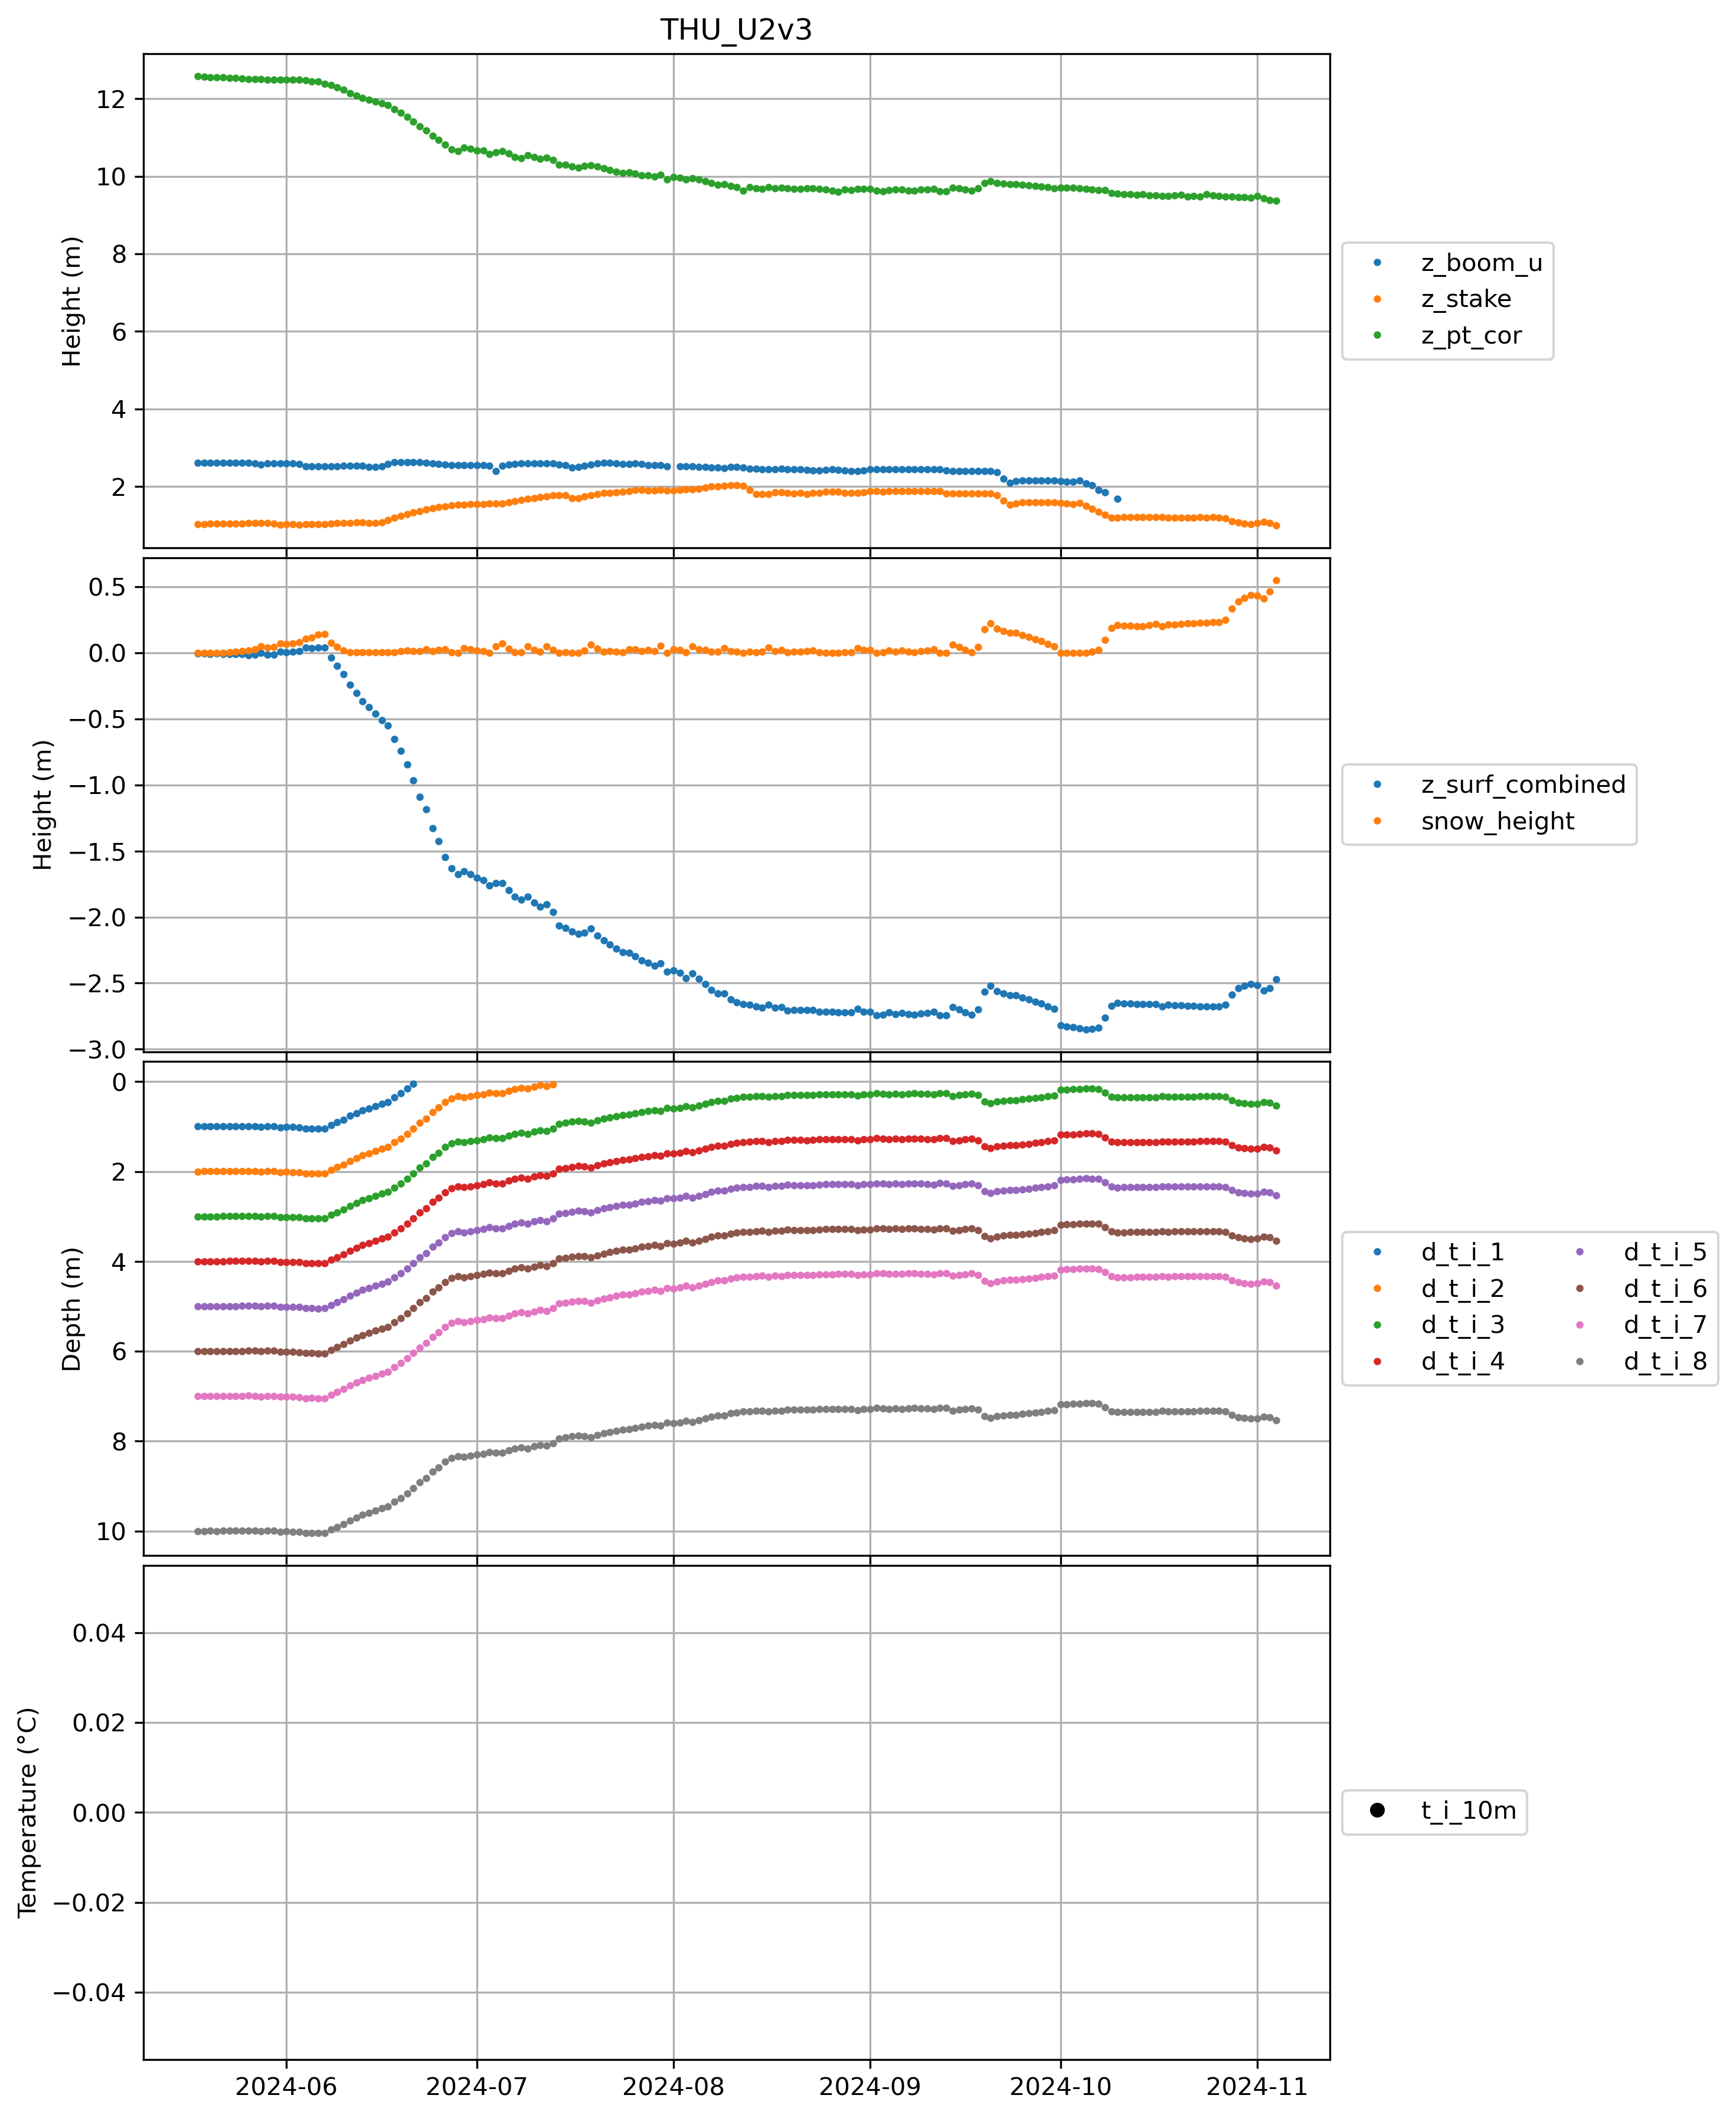 THU_U2v3
12
10
8
6
4
2
Height (m)
z_boom_u
z_stake
z_pt_cor
0.5
0.0
−0.5
−1.0
−1.5
−2.0
−2.5
−3.0
Height (m)
z_surf_combined
snow_height
0
2
4
6
8
10
Depth (m)
d_t_i_1
d_t_i_2
d_t_i_3
d_t_i_4
d_t_i_5
d_t_i_6
d_t_i_7
d_t_i_8
0.04
0.02
0.00
−0.02
−0.04
Temperature (°C)
t_i_10m
2024-06 2024-07 2024-08 2024-09 2024-10 2024-11